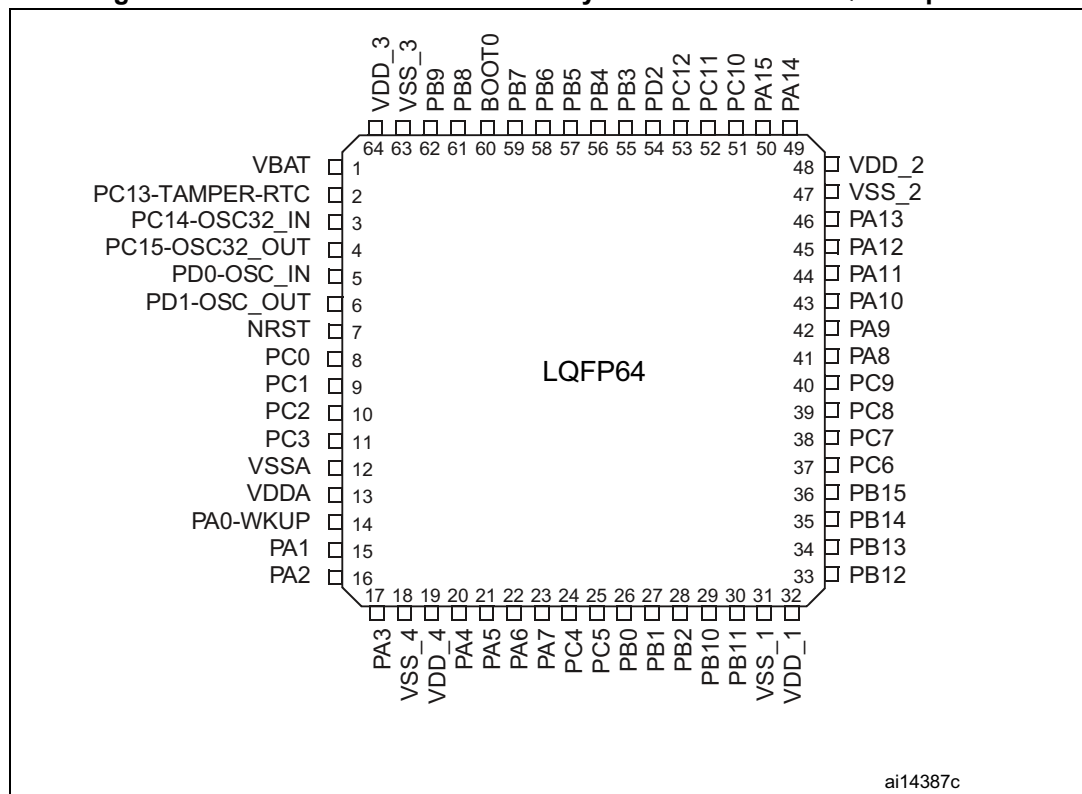 VDD_3
VSS_3
PB9
PB8
BOOT0
PB7
PB6
PB5
PB4
PB3
PD2
PC12
PC11
PC10
PA15
PA14
64 63 62 61 60 59 58 57 56 55 54 53 52 51 50 49
VBAT 1
PC13-TAMPER-RTC 2
PC14-OSC32_IN 3
PC15-OSC32_OUT 4
PD0-OSC_IN 5
PD1-OSC_OUT 6
NRST 7
PC0 8
PC1 9
PC2 10
PC3 11
VSSA 12
VDDA 13
PA0-WKUP 14
PA1 15
PA2 16
LQFP64
48 VDD_2
47 VSS_2
46 PA13
45 PA12
44 PA11
43 PA10
42 PA9
41 PA8
40 PC9
39 PC8
38 PC7
37 PC6
36 PB15
35 PB14
34 PB13
33 PB12
17 18 19 20 21 22 23 24 25 26 27 28 29 30 31 32
PA3
VSS_4
VDD_4
PA4
PA5
PA6
PA7
PC4
PC5
PB0
PB1
PB2
PB10
PB11
VSS_1
VDD_1
ai14387c